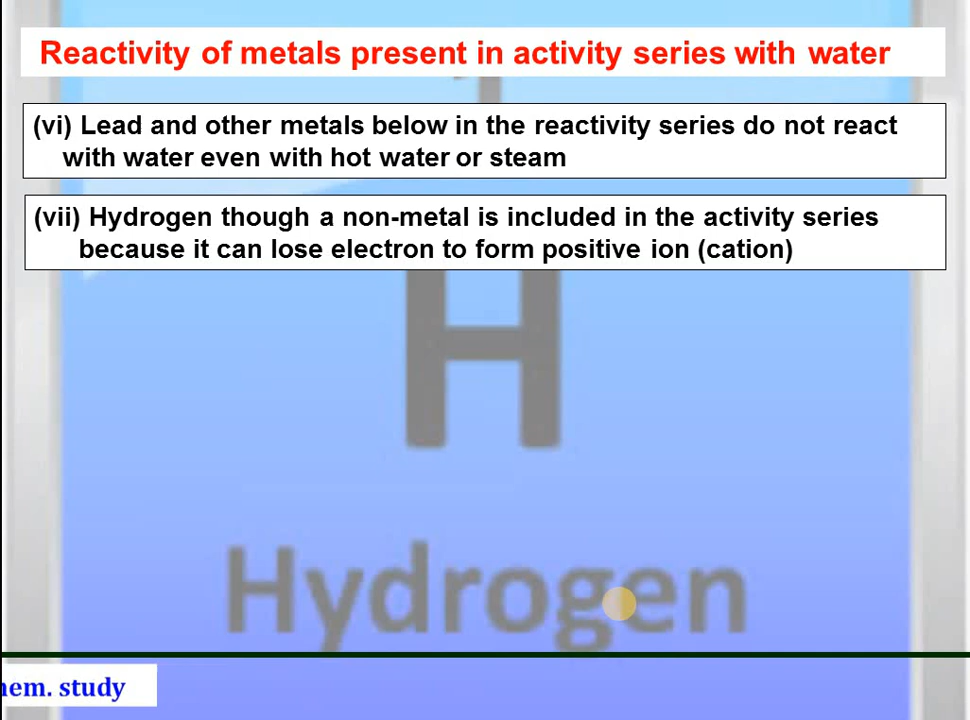 Reactivity of metals present in activity series with water
(vi) Lead and other metals below in the reactivity series do not react
with water even with hot water or steam
(vii) Hydrogen though a non-metal is included in the activity series
because it can lose electron to form positive ion (cation)
H
Hydrogen
study